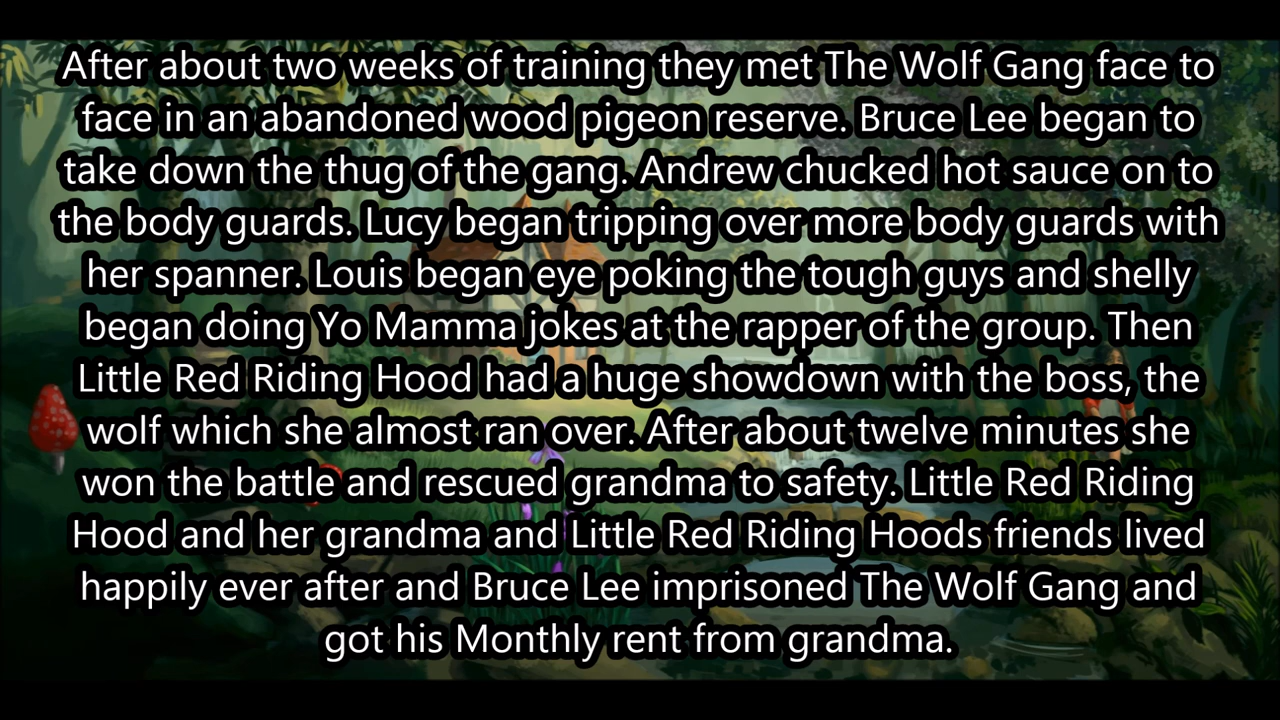 After about two weeks of training they met The Wolf Gang face to
face in an abandoned wood pigeon reserve. Bruce Lee began to
take down the thug of the gang. Andrew chucked hot sauce on to
the body guards. Lucy began tripping over more body guards with
her spanner. Louis began eye poking the tough guys and shelly
began doing Yo Mamma jokes at the rapper of the group. Then
Little Red Riding Hood had a huge showdown with the boss, the
wolf which she almost ran over. After about twelve minutes she
won the battle and rescued grandma to safety. Little Red Riding
Hood and her grandma and Little Red Riding Hoods friends lived
happily ever after and Bruce Lee imprisoned The Wolf Gang and
got his Monthly rent from grandma.